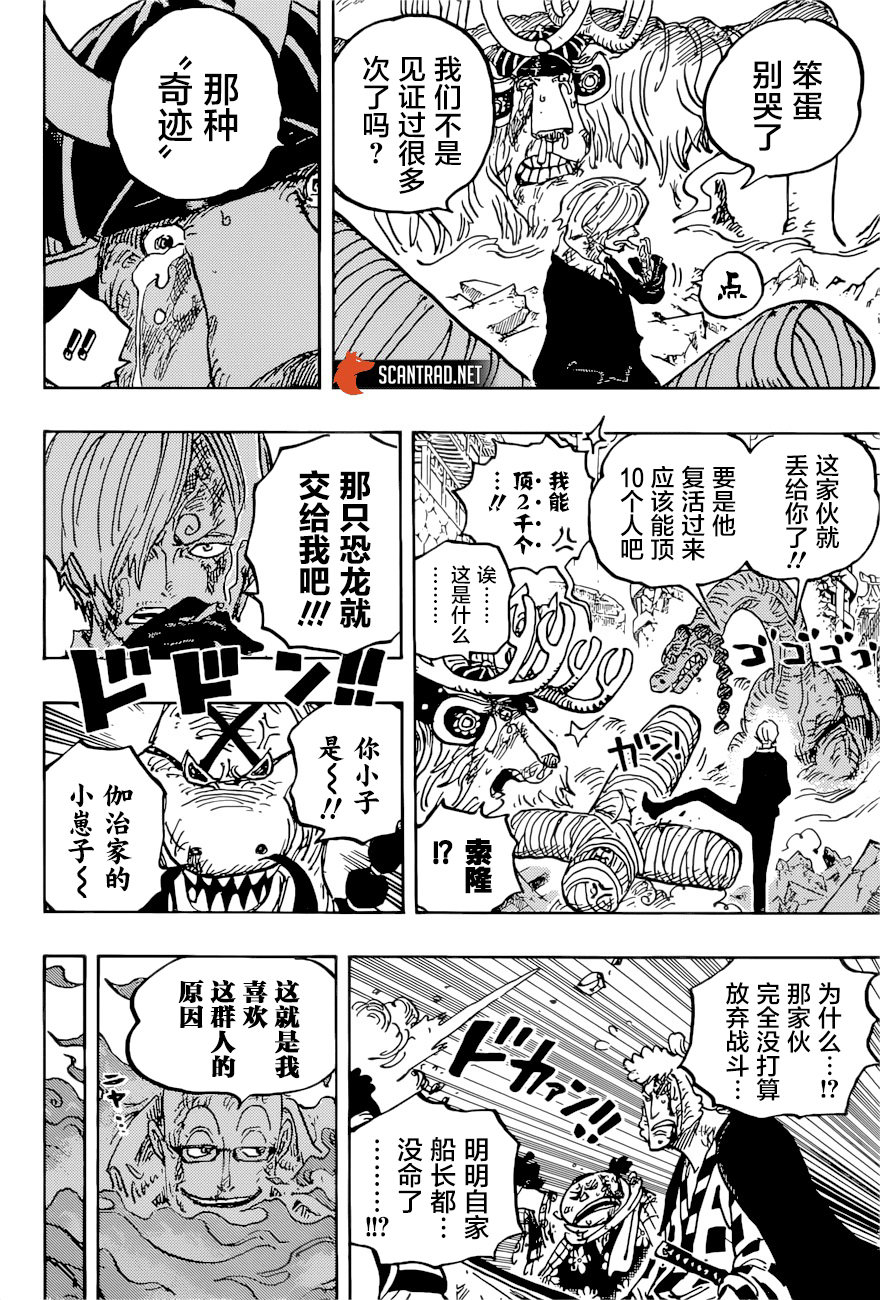 笨蛋
别哭了
我们不是
见证过很多
次了吗？
点
那种
〝奇迹〞
!!
SCANTRAD.NET
这家伙就
丢给你了!!
要是他
复活过来
应该能顶
10个人吧
ゴゴゴゴゴ
我能
顶2千个
…!!
诶……
这是什么
………
ガンッ!
索隆
!?
那只恐龙就
交给我吧!!!
ドドン!!
你小子
是～!!
伽治家的
小崽子～
为什么…!?
那家伙
完全没打算
放弃战斗…
ドカァン!!
明明自家
船长都…
没命了
………!!?
这就是我
喜欢
这群人的
原因
ニャ…